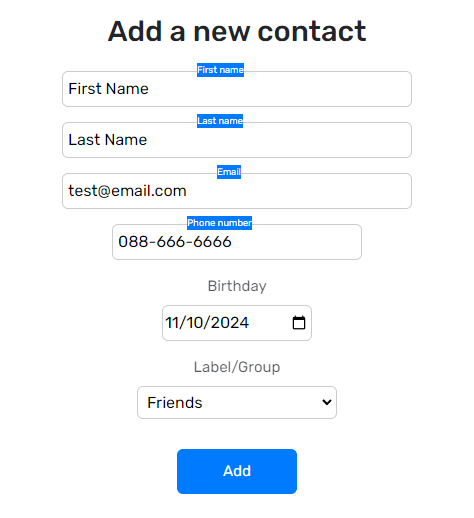 Add a new contact
First name
First Name
Last name
Last Name
Email
test@email.com
Phone number
088-666-6666
Birthday
11/10/2024
Label/Group
Friends
Add